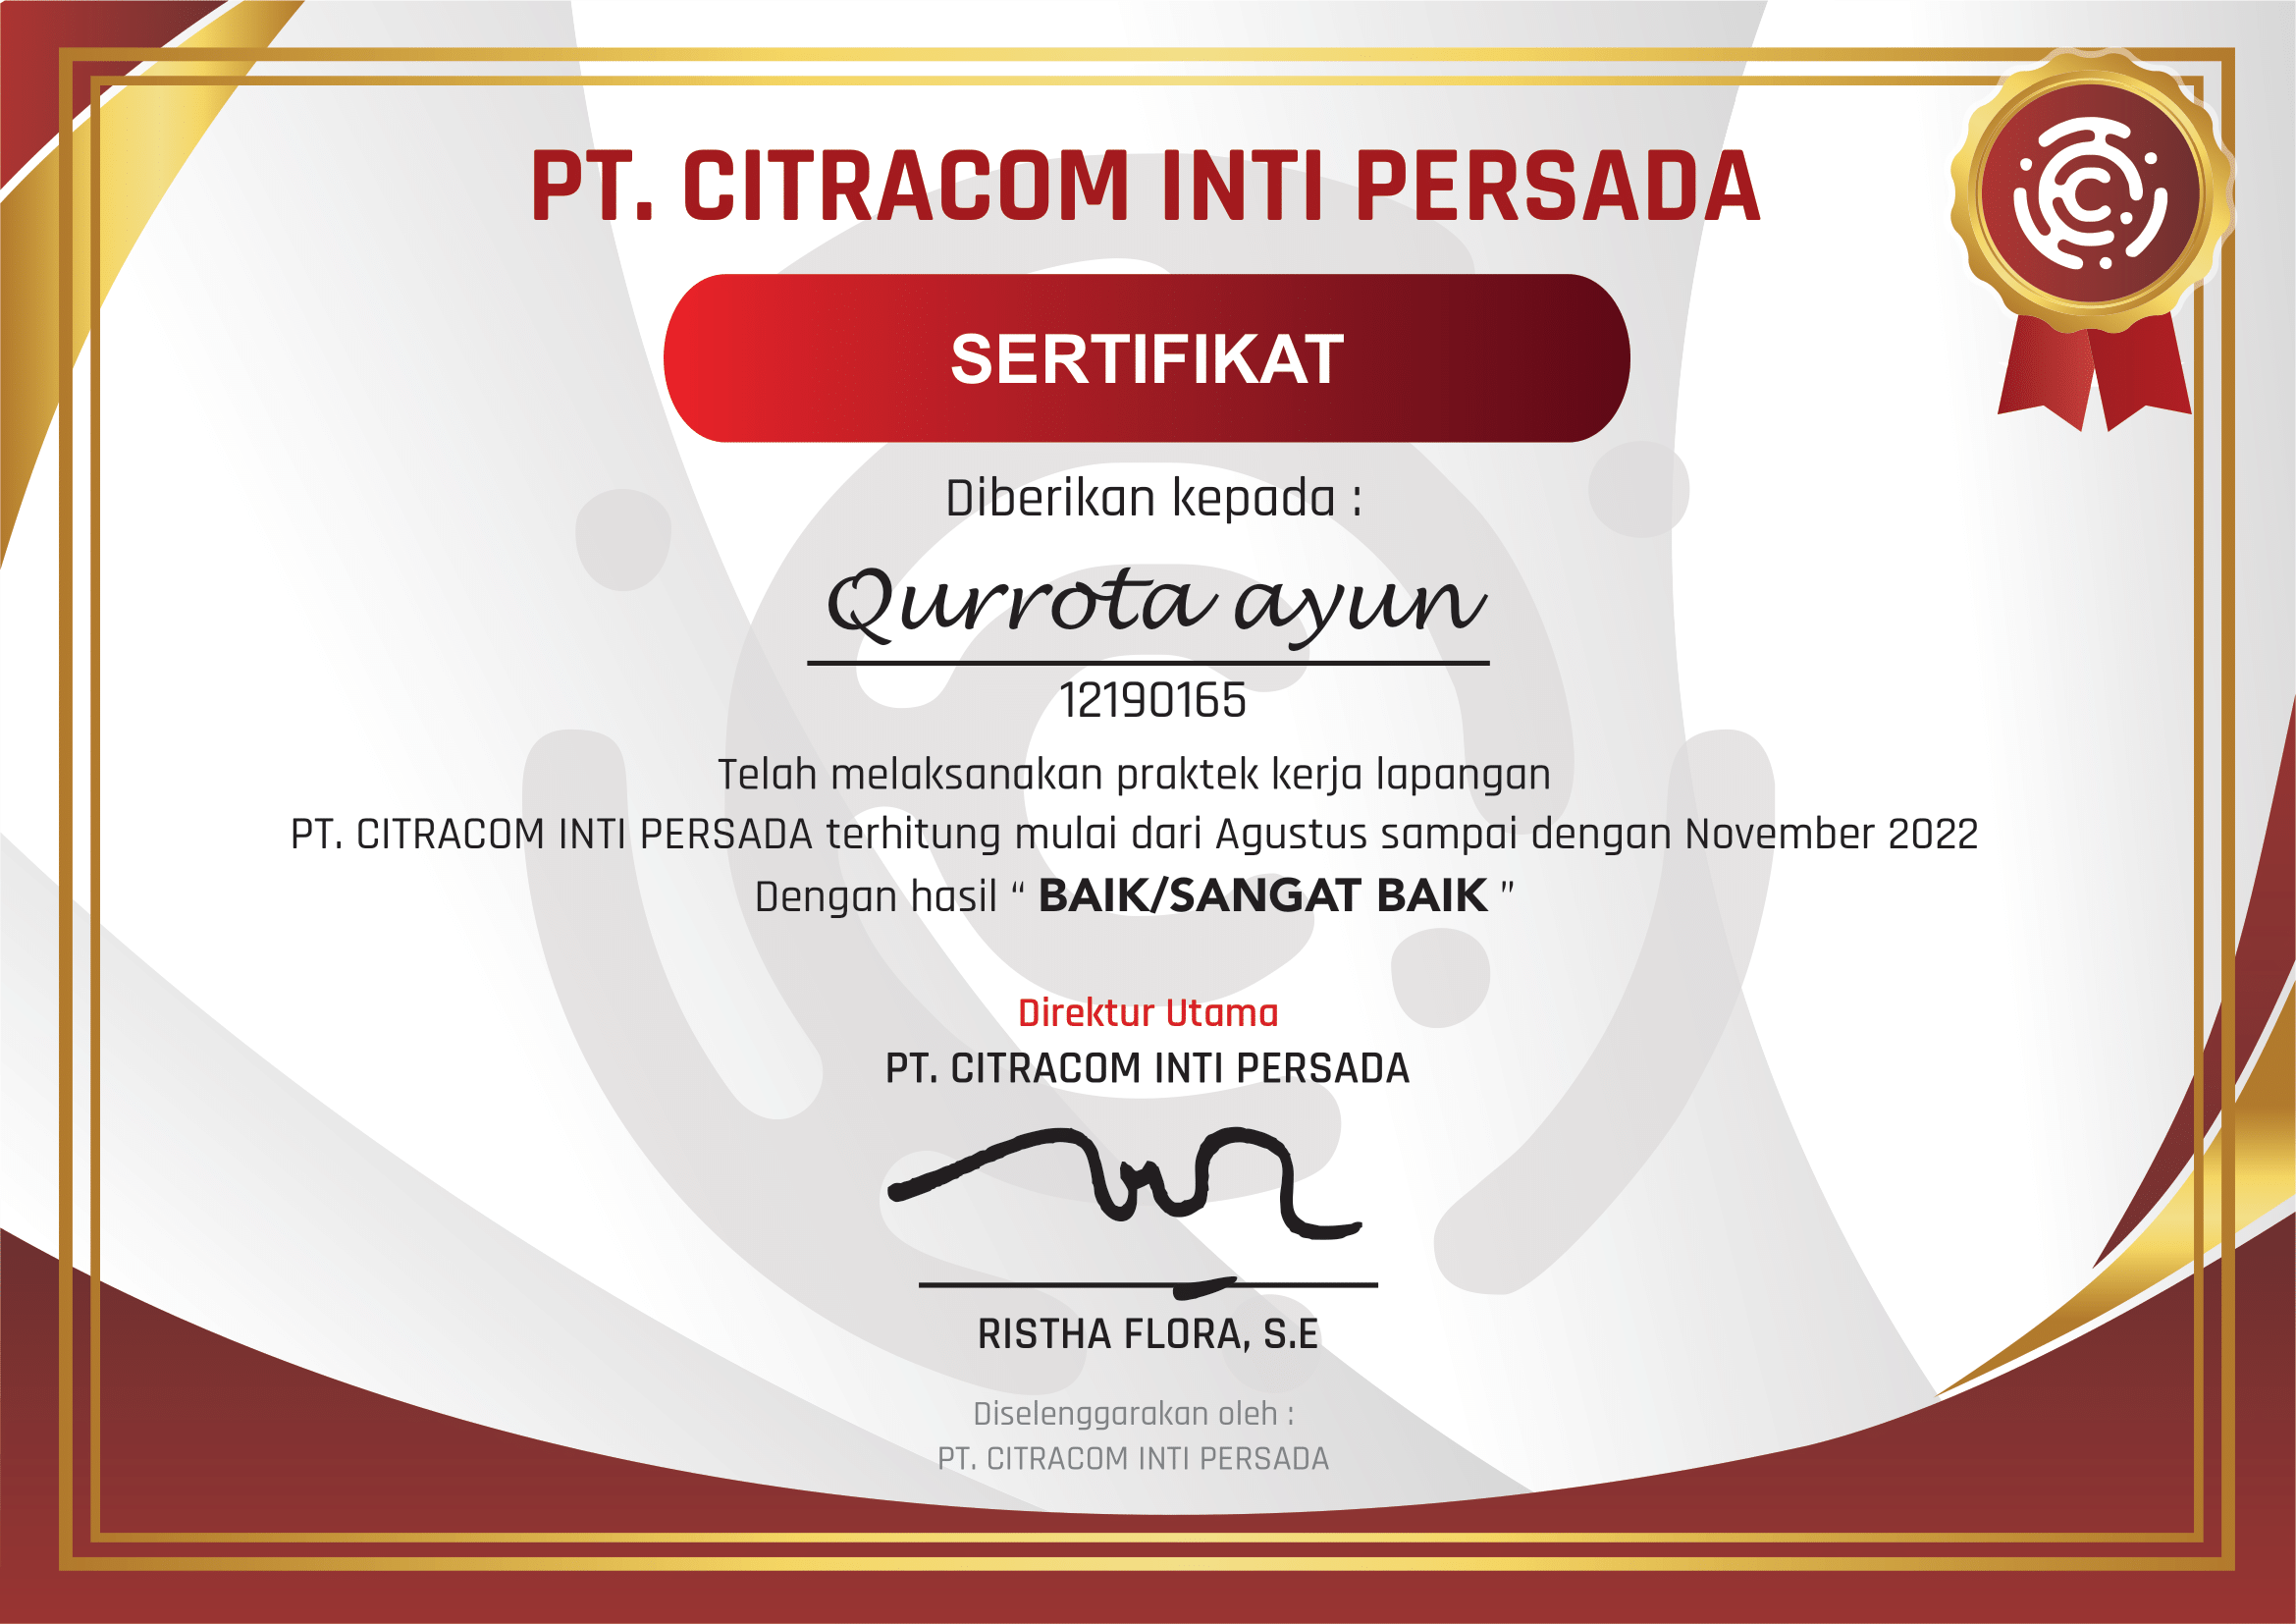 PT. CITRACOM INTI PERSADA
SERTIFIKAT
Diberikan kepada :
Qurrota ayun
12190165
Telah melaksanakan praktek kerja lapangan
PT. CITRACOM INTI PERSADA terhitung mulai dari Agustus sampai dengan November 2022
Dengan hasil “ BAIK/SANGAT BAIK ”
Direktur Utama
PT. CITRACOM INTI PERSADA
RISTHA FLORA, S.E
Diselenggarakan oleh :
PT. CITRACOM INTI PERSADA